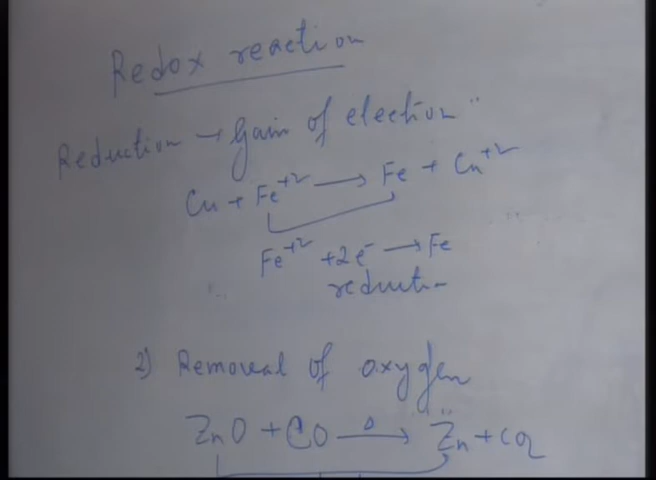 Redox reaction
Reduction → Gain of electron
Cu + Fe⁺² → Fe + Cu⁺²
Fe⁺² + 2e⁻ → Fe
reduction
2) Removal of oxygen
ZnO + CO —Δ→ Zn + CO₂